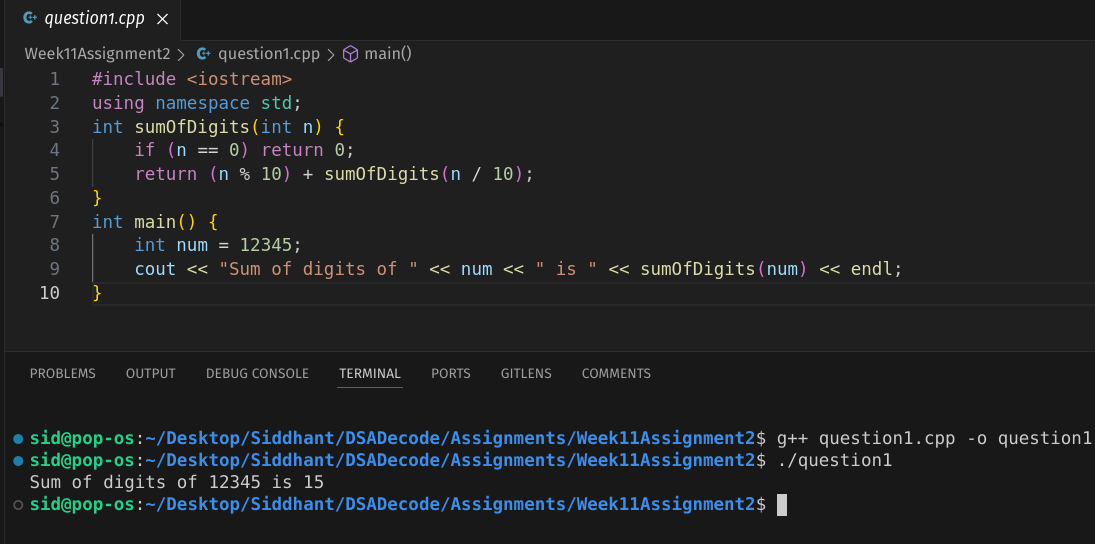 question1.cpp ×
Week11Assignment2 > question1.cpp > main()
1 #include <iostream>
2 using namespace std;
3 int sumOfDigits(int n) {
4     if (n == 0) return 0;
5     return (n % 10) + sumOfDigits(n / 10);
6 }
7 int main() {
8     int num = 12345;
9     cout << "Sum of digits of " << num << " is " << sumOfDigits(num) << endl;
10 }
PROBLEMS OUTPUT DEBUG CONSOLE TERMINAL PORTS GITLENS COMMENTS
sid@pop-os:~/Desktop/Siddhant/DSADecode/Assignments/Week11Assignment2$ g++ question1.cpp -o question1
sid@pop-os:~/Desktop/Siddhant/DSADecode/Assignments/Week11Assignment2$ ./question1
Sum of digits of 12345 is 15
sid@pop-os:~/Desktop/Siddhant/DSADecode/Assignments/Week11Assignment2$